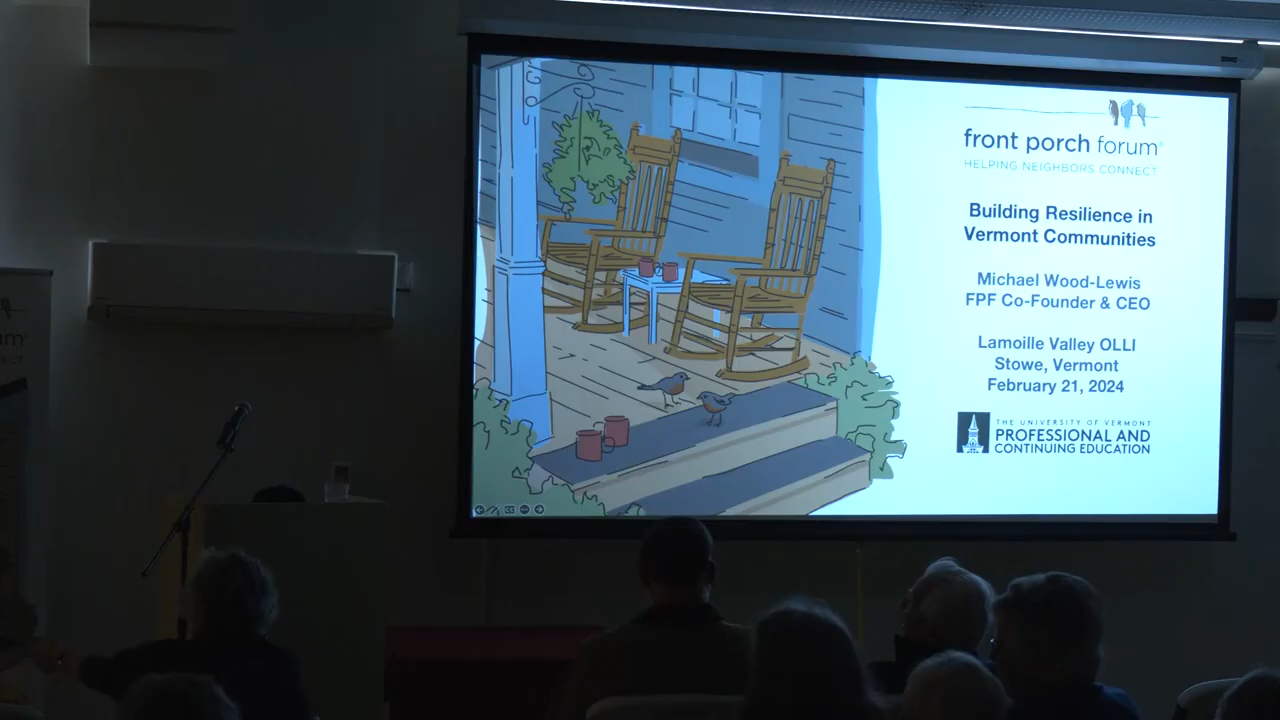 front porch forum
HELPING NEIGHBORS CONNECT
Building Resilience in
Vermont Communities
Michael Wood-Lewis
FPF Co-Founder & CEO
Lamoille Valley OLLI
Stowe, Vermont
February 21, 2024
THE UNIVERSITY OF VERMONT
PROFESSIONAL AND
CONTINUING EDUCATION